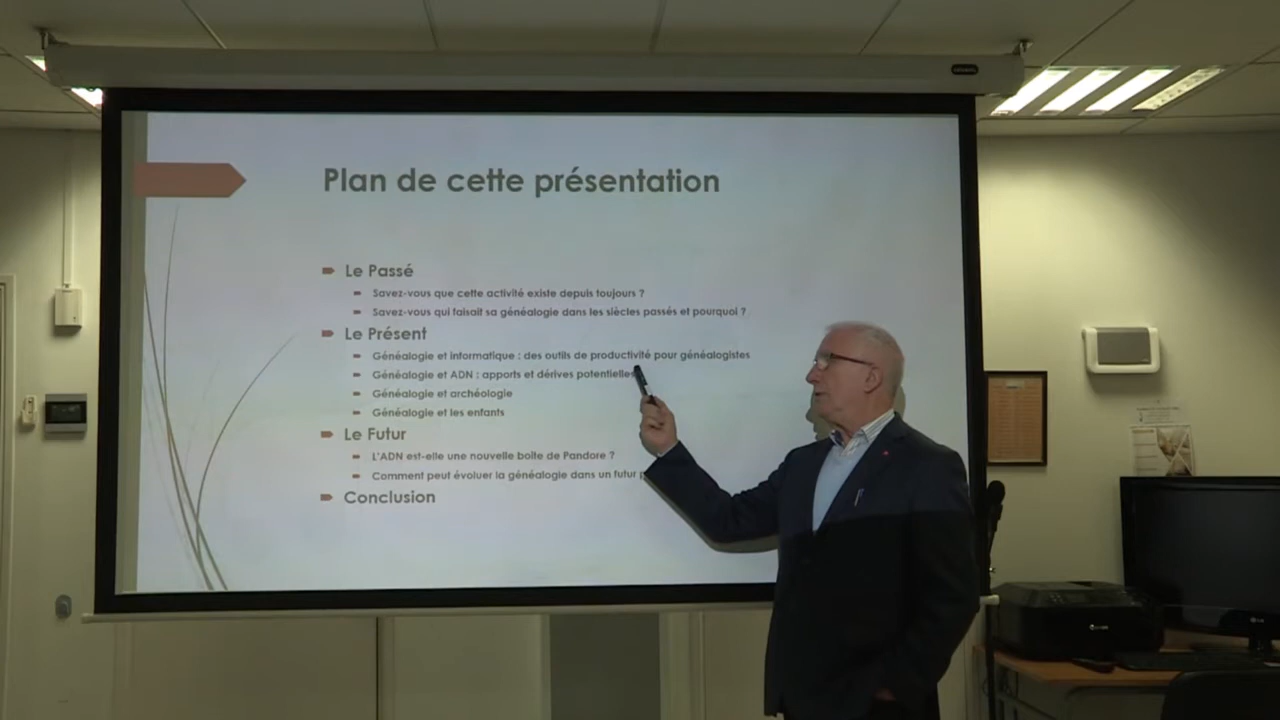 Plan de cette présentation
Le Passé
Savez-vous que cette activité existe depuis toujours ?
Savez-vous qui faisait sa généalogie dans les siècles passés et pourquoi ?
Le Présent
Généalogie et informatique : des outils de productivité pour généalogistes
Généalogie et ADN : apports et dérives potentielles
Généalogie et archéologie
Généalogie et les enfants
Le Futur
L'ADN est-elle une nouvelle boite de Pandore ?
Comment peut évoluer la généalogie dans un futur
Conclusion
Canon
LG